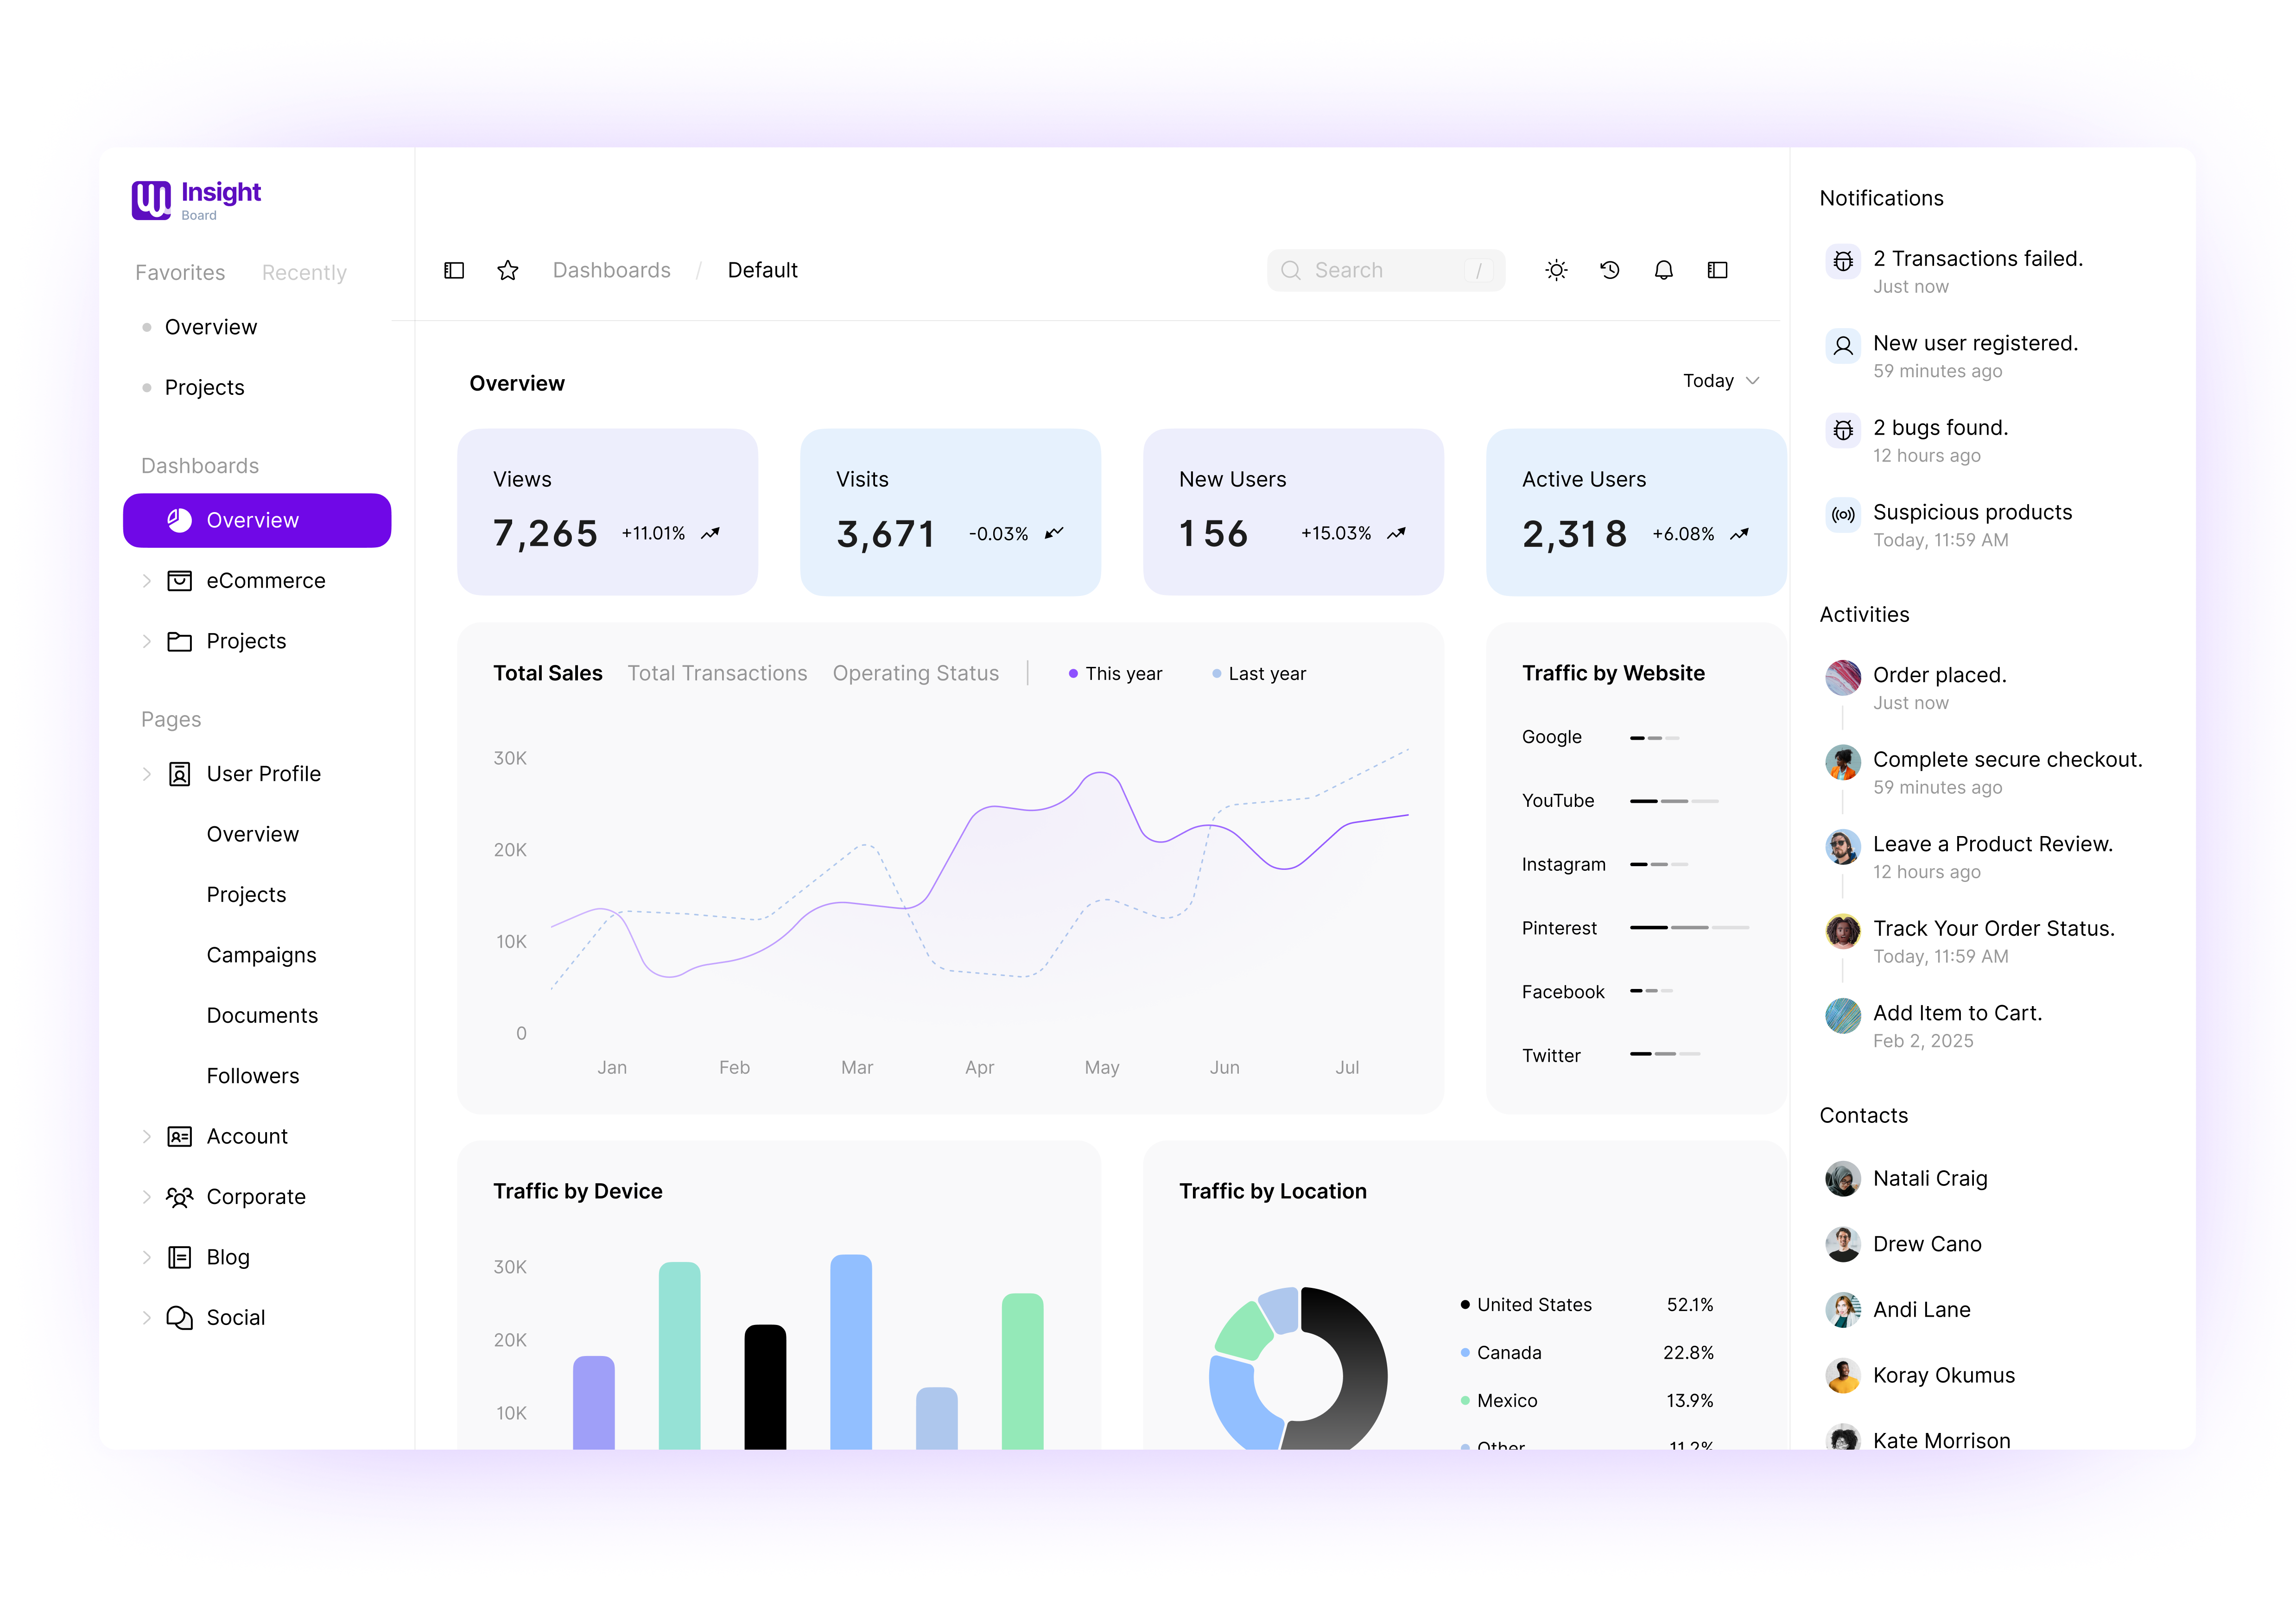 Insight
Board
Favorites Recently
Overview
Projects
Dashboards
Overview
eCommerce
Projects
Pages
User Profile
Overview
Projects
Campaigns
Documents
Followers
Account
Corporate
Blog
Social
Dashboards / Default
Search /
Overview
Today
Views
7,265 +11.01%
Visits
3,671 -0.03%
New Users
156 +15.03%
Active Users
2,318 +6.08%
Total Sales Total Transactions Operating Status This year Last year
30K
20K
10K
0
Jan Feb Mar Apr May Jun Jul
Traffic by Website
Google
YouTube
Instagram
Pinterest
Facebook
Twitter
Traffic by Device
30K
20K
10K
Traffic by Location
United States 52.1%
Canada 22.8%
Mexico 13.9%
Other 11.2%
Notifications
2 Transactions failed.
Just now
New user registered.
59 minutes ago
2 bugs found.
12 hours ago
Suspicious products
Today, 11:59 AM
Activities
Order placed.
Just now
Complete secure checkout.
59 minutes ago
Leave a Product Review.
12 hours ago
Track Your Order Status.
Today, 11:59 AM
Add Item to Cart.
Feb 2, 2025
Contacts
Natali Craig
Drew Cano
Andi Lane
Koray Okumus
Kate Morrison